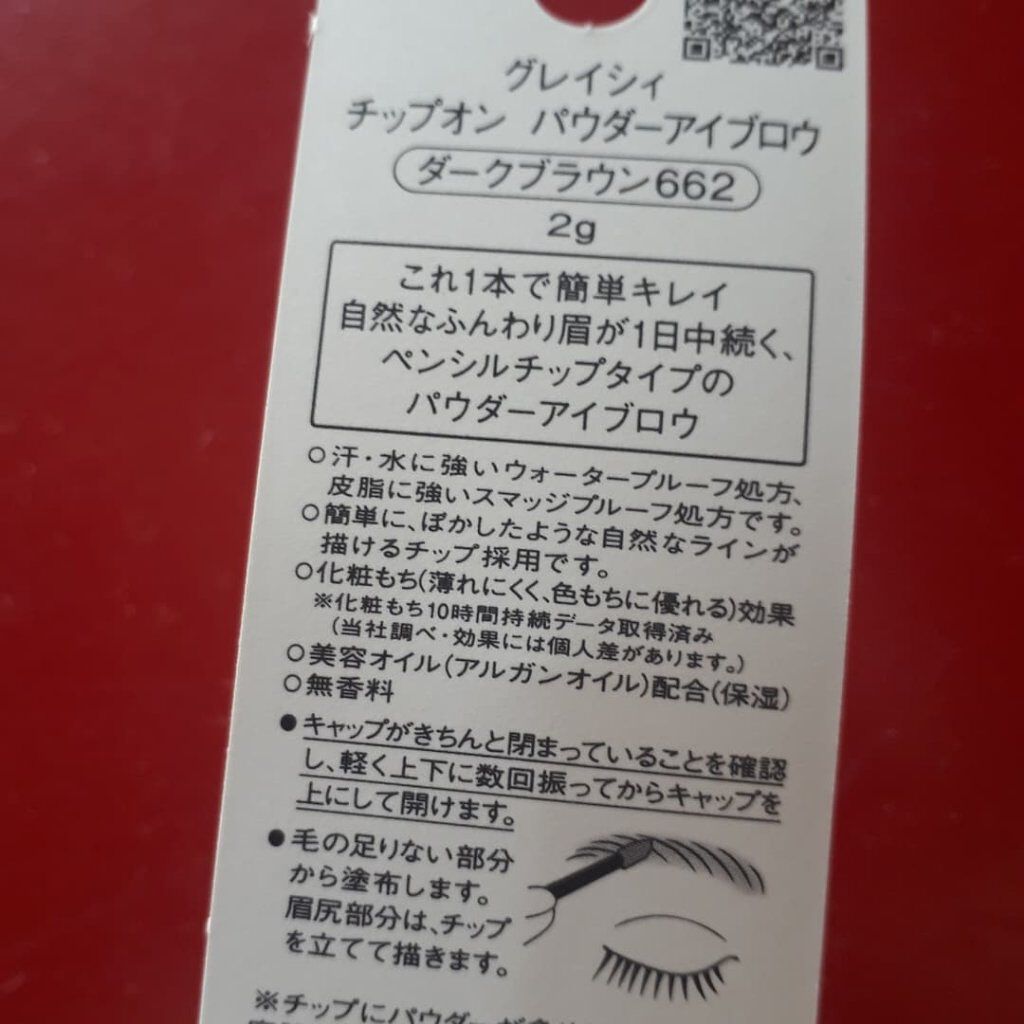 グレイシィ
チップオン パウダーアイブロウ
ダークブラウン662
2g
これ1本で簡単キレイ
自然なふんわり眉が1日中続く、
ペンシルチップタイプの
パウダーアイブロウ
○汗・水に強いウォータープルーフ処方、
皮脂に強いスマッジプルーフ処方です。
○簡単に、ぼかしたような自然なラインが
描けるチップ採用です。
○化粧もち(薄れにくく、色もちに優れる)効果
※化粧もち10時間持続データ取得済み
(当社調べ・効果には個人差があります。)
○美容オイル(アルガンオイル)配合(保湿)
○無香料
●キャップがきちんと閉まっていることを確認
し、軽く上下に数回振ってからキャップを
上にして開けます。
●毛の足りない部分
から塗布します。
眉尻部分は、チップ
を立てて描きます。
※チップにパウダーが